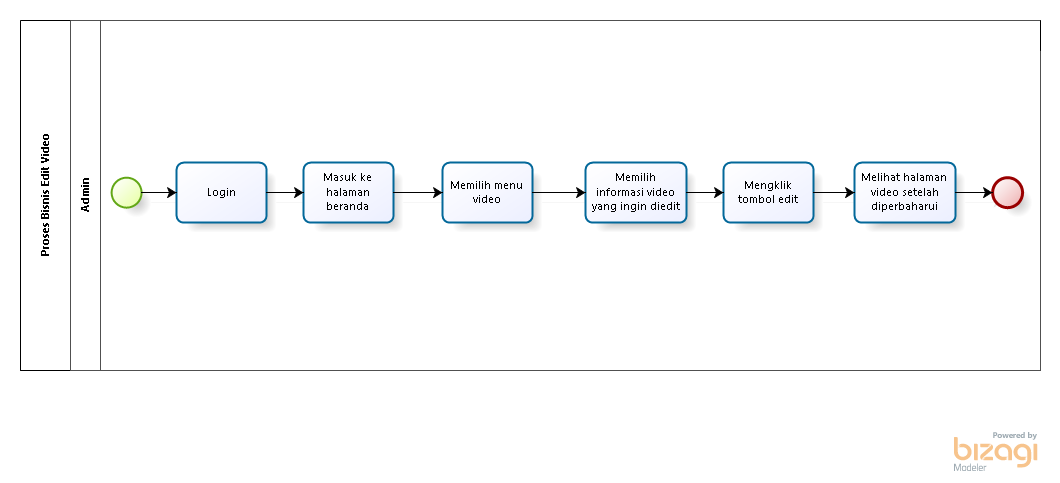 Proses Bisnis Edit Video
Admin
Login
Masuk ke
halaman
beranda
Memilih menu
video
Memilih
informasi video
yang ingin diedit
Mengklik
tombol edit
Melihat halaman
video setelah
diperbaharui
Powered by
bizagi
Modeler